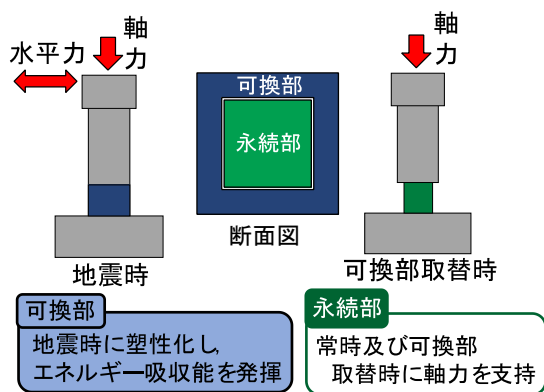 水平力
軸力
可換部
永続部
断面図
地震時
軸力
可換部取替時
可換部
地震時に塑性化し,
エネルギー吸収能を発揮
永続部
常時及び可換部
取替時に軸力を支持